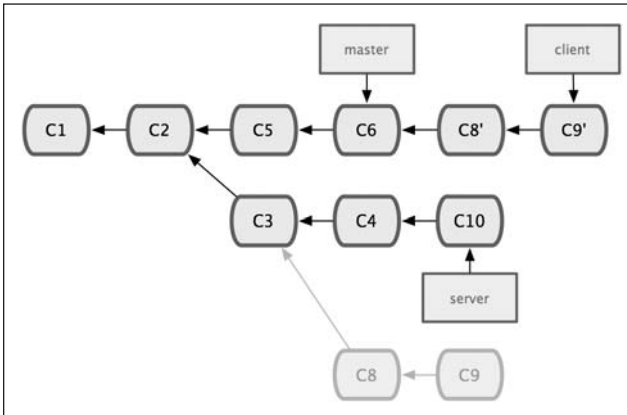 master client
C1 C2 C5 C6 C8' C9'
C3 C4 C10
server
C8 C9